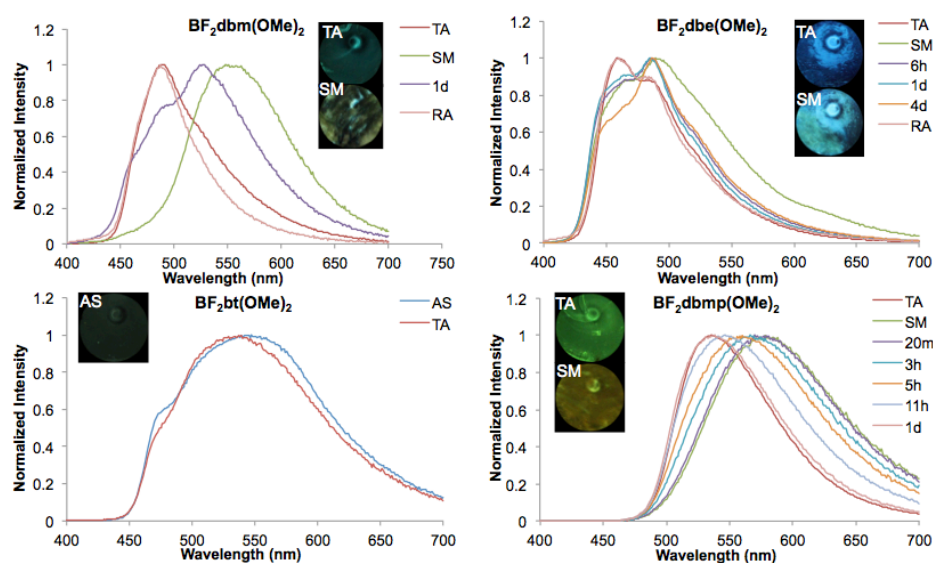 BF₂dbm(OMe)₂
TA
SM
TA
SM
1d
RA
Normalized Intensity
1.2
1
0.8
0.6
0.4
0.2
0
400 450 500 550 600 650 700 750
Wavelength (nm)
BF₂dbe(OMe)₂
TA
SM
TA
SM
6h
1d
4d
RA
Normalized Intensity
1.2
1
0.8
0.6
0.4
0.2
0
400 450 500 550 600 650 700
Wavelength (nm)
BF₂bt(OMe)₂
AS
AS
TA
Normalized Intensity
1.2
1
0.8
0.6
0.4
0.2
0
400 450 500 550 600 650 700
Wavelength (nm)
BF₂dbmp(OMe)₂
TA
SM
TA
SM
20m
3h
5h
11h
1d
Normalized Intensity
1.2
1
0.8
0.6
0.4
0.2
0
400 450 500 550 600 650 700
Wavelength (nm)